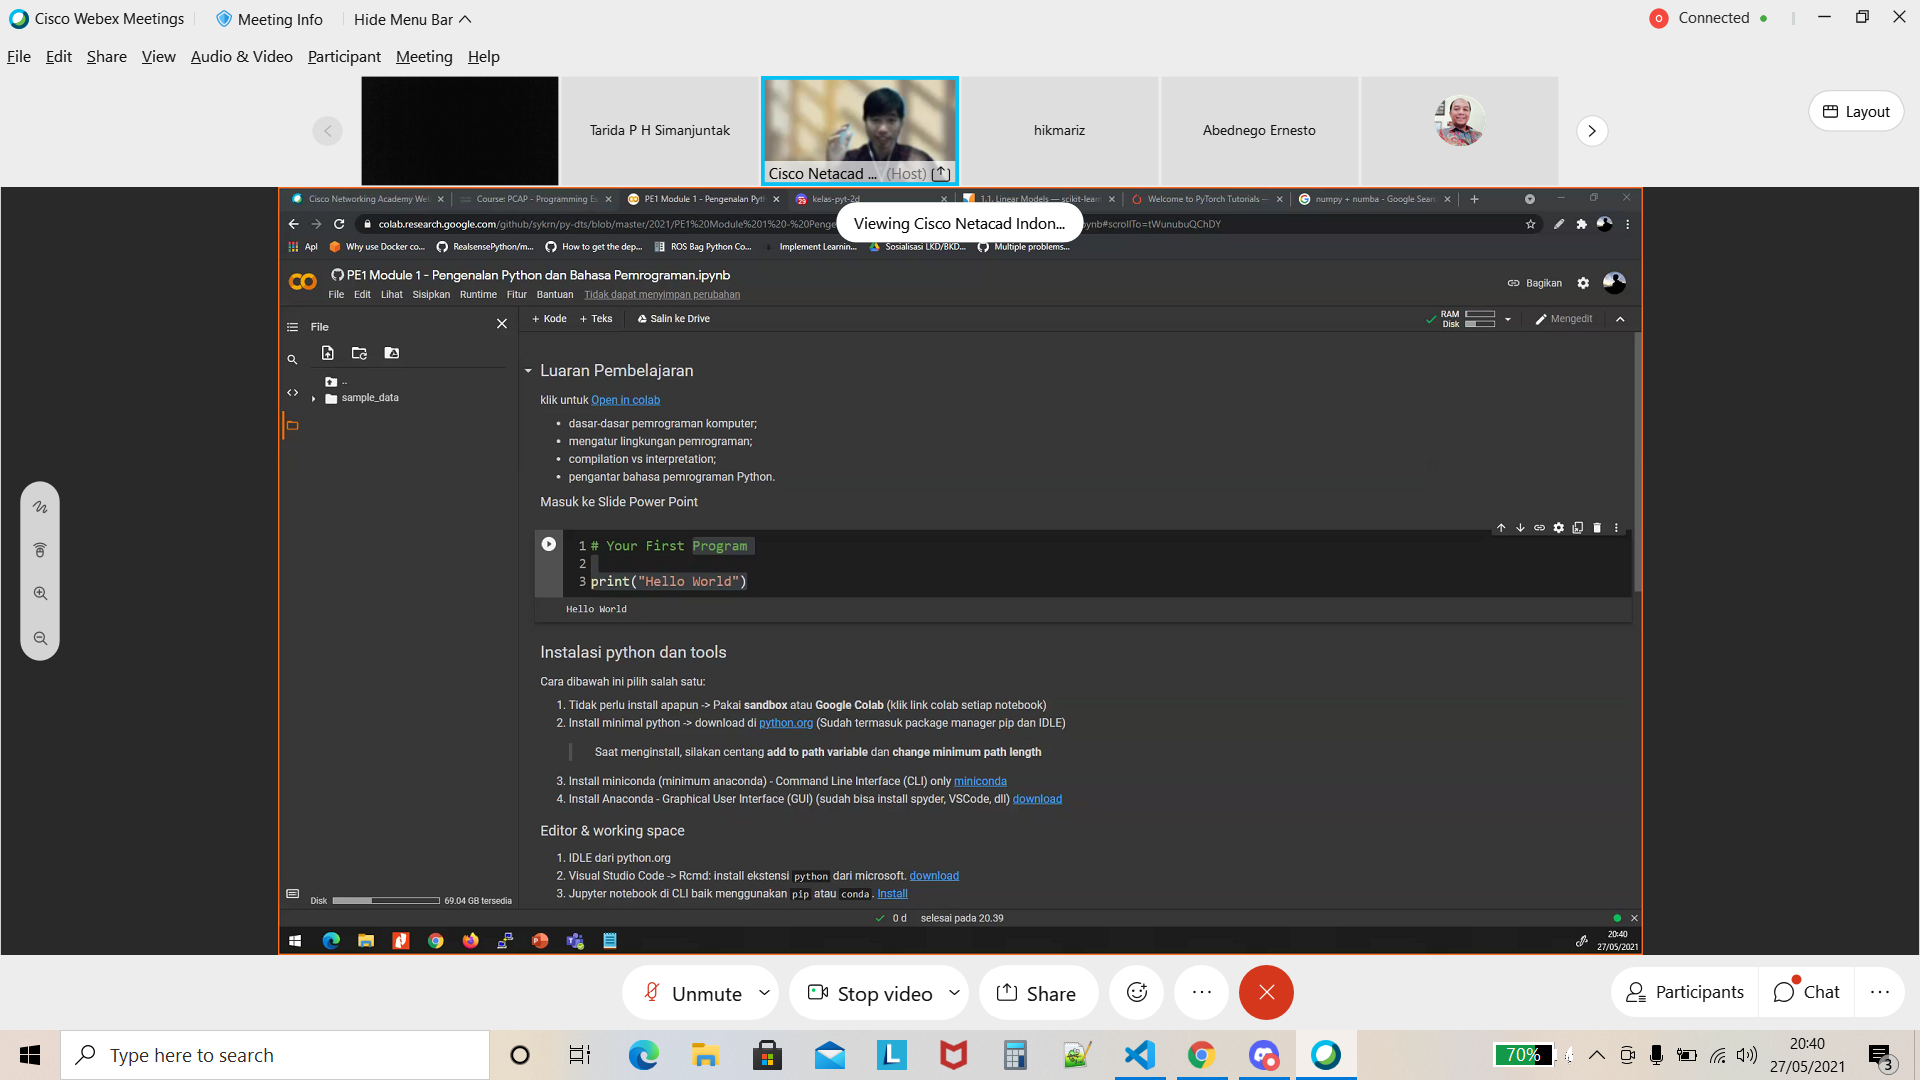 Cisco Webex Meetings Meeting Info Hide Menu Bar Connected
File Edit Share View Audio & Video Participant Meeting Help
Tarida P H Simanjuntak
hikmariz
Abednego Ernesto
Layout
Cisco Netacad ... (Host)
Cisco Networking Academy We
Course: PCAP - Programming Es
PE1 Module 1 - Pengenalan Pyt
kelas-pyt-2d
1.1. Linear Models — scikit-lear
Welcome to PyTorch Tutorials —
numpy + numba - Google Sear
Viewing Cisco Netacad Indon...
colab.research.google.com/github/sykrn/py-dts/blob/master/2021/PE1%20Module%201%20-%20Penge
ynb#scrollTo=tWunubuQChDY
Apl Why use Docker co... RealsensePython/m... How to get the dep... ROS Bag Python Co... Implement Learnin... Sosialisasi LKD/BKD... Multiple problems...
PE1 Module 1 - Pengenalan Python dan Bahasa Pemrograman.ipynb
File Edit Lihat Sisipkan Runtime Fitur Bantuan Tidak dapat menyimpan perubahan
Bagikan
File
+ Kode + Teks Salin ke Drive
RAM
Disk
Mengedit
..
sample_data
Luaran Pembelajaran
klik untuk Open in colab
• dasar-dasar pemrograman komputer;
• mengatur lingkungan pemrograman;
• compilation vs interpretation;
• pengantar bahasa pemrograman Python.
Masuk ke Slide Power Point
1 # Your First Program
2
3 print("Hello World")
Hello World
Instalasi python dan tools
Cara dibawah ini pilih salah satu:
1. Tidak perlu install apapun -> Pakai sandbox atau Google Colab (klik link colab setiap notebook)
2. Install minimal python -> download di python.org (Sudah termasuk package manager pip dan IDLE)
Saat menginstall, silakan centang add to path variable dan change minimum path length
3. Install miniconda (minimum anaconda) - Command Line Interface (CLI) only miniconda
4. Install Anaconda - Graphical User Interface (GUI) (sudah bisa install spyder, VSCode, dll) download
Editor & working space
1. IDLE dari python.org
2. Visual Studio Code -> Rcmd: install ekstensi python dari microsoft. download
3. Jupyter notebook di CLI baik menggunakan pip atau conda. Install
Disk 69.04 GB tersedia
0 d selesai pada 20.39
20:40
27/05/2021
Unmute Stop video Share
Participants Chat
Type here to search
70%
20:40
27/05/2021
3